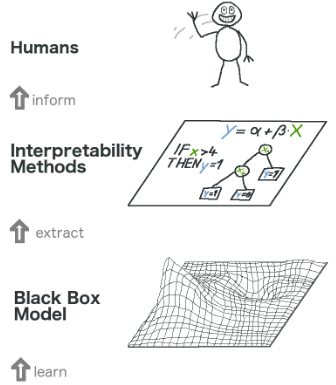 Humans
inform
Interpretability
Methods
Y = α + β·X
IF x>4
THEN y=1
y=1
extract
Black Box
Model
learn